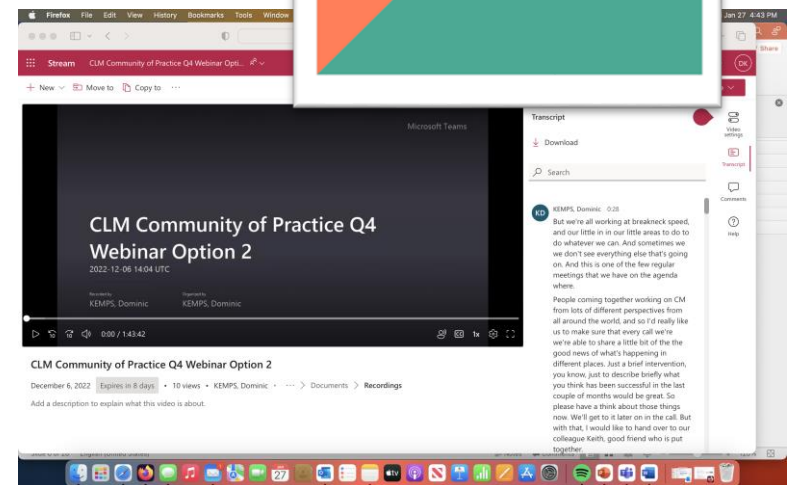 Firefox File Edit View History Bookmarks Tools Window
Jan 27 4:43 PM
Share
Stream CLM Community of Practice Q4 Webinar Opti...
DK
New Move to Copy to ...
Microsoft Teams
CLM Community of Practice Q4
Webinar Option 2
2022-12-06 14:04 UTC
Recorded by Organized by
KEMPS, Dominic KEMPS, Dominic
0:00 / 1:43:42
1x
CLM Community of Practice Q4 Webinar Option 2
December 6, 2022 Expires in 8 days • 10 views • KEMPS, Dominic • ... > Documents > Recordings
Add a description to explain what this video is about.
Transcript
Download
Search
KD KEMPS, Dominic 0:28
But we're all working at breakneck speed,
and our little in in our little areas to do to
do whatever we can. And sometimes we
we don't see everything else that's going
on. And this is one of the few regular
meetings that we have on the agenda
where.
People coming together working on CM
from lots of different perspectives from
all around the world, and so I'd really like
us to make sure that every call we're
we're able to share a little bit of the the
good news of what's happening in
different places. Just a brief intervention,
you know, just to describe briefly what
you think has been successful in the last
couple of months would be great. So
please have a think about those things
now. We'll get to it later on in the call. But
with that, I would like to hand over to our
colleague Keith, good friend who is put
together.
Video
settings
Transcript
Comments
Help
27
tv